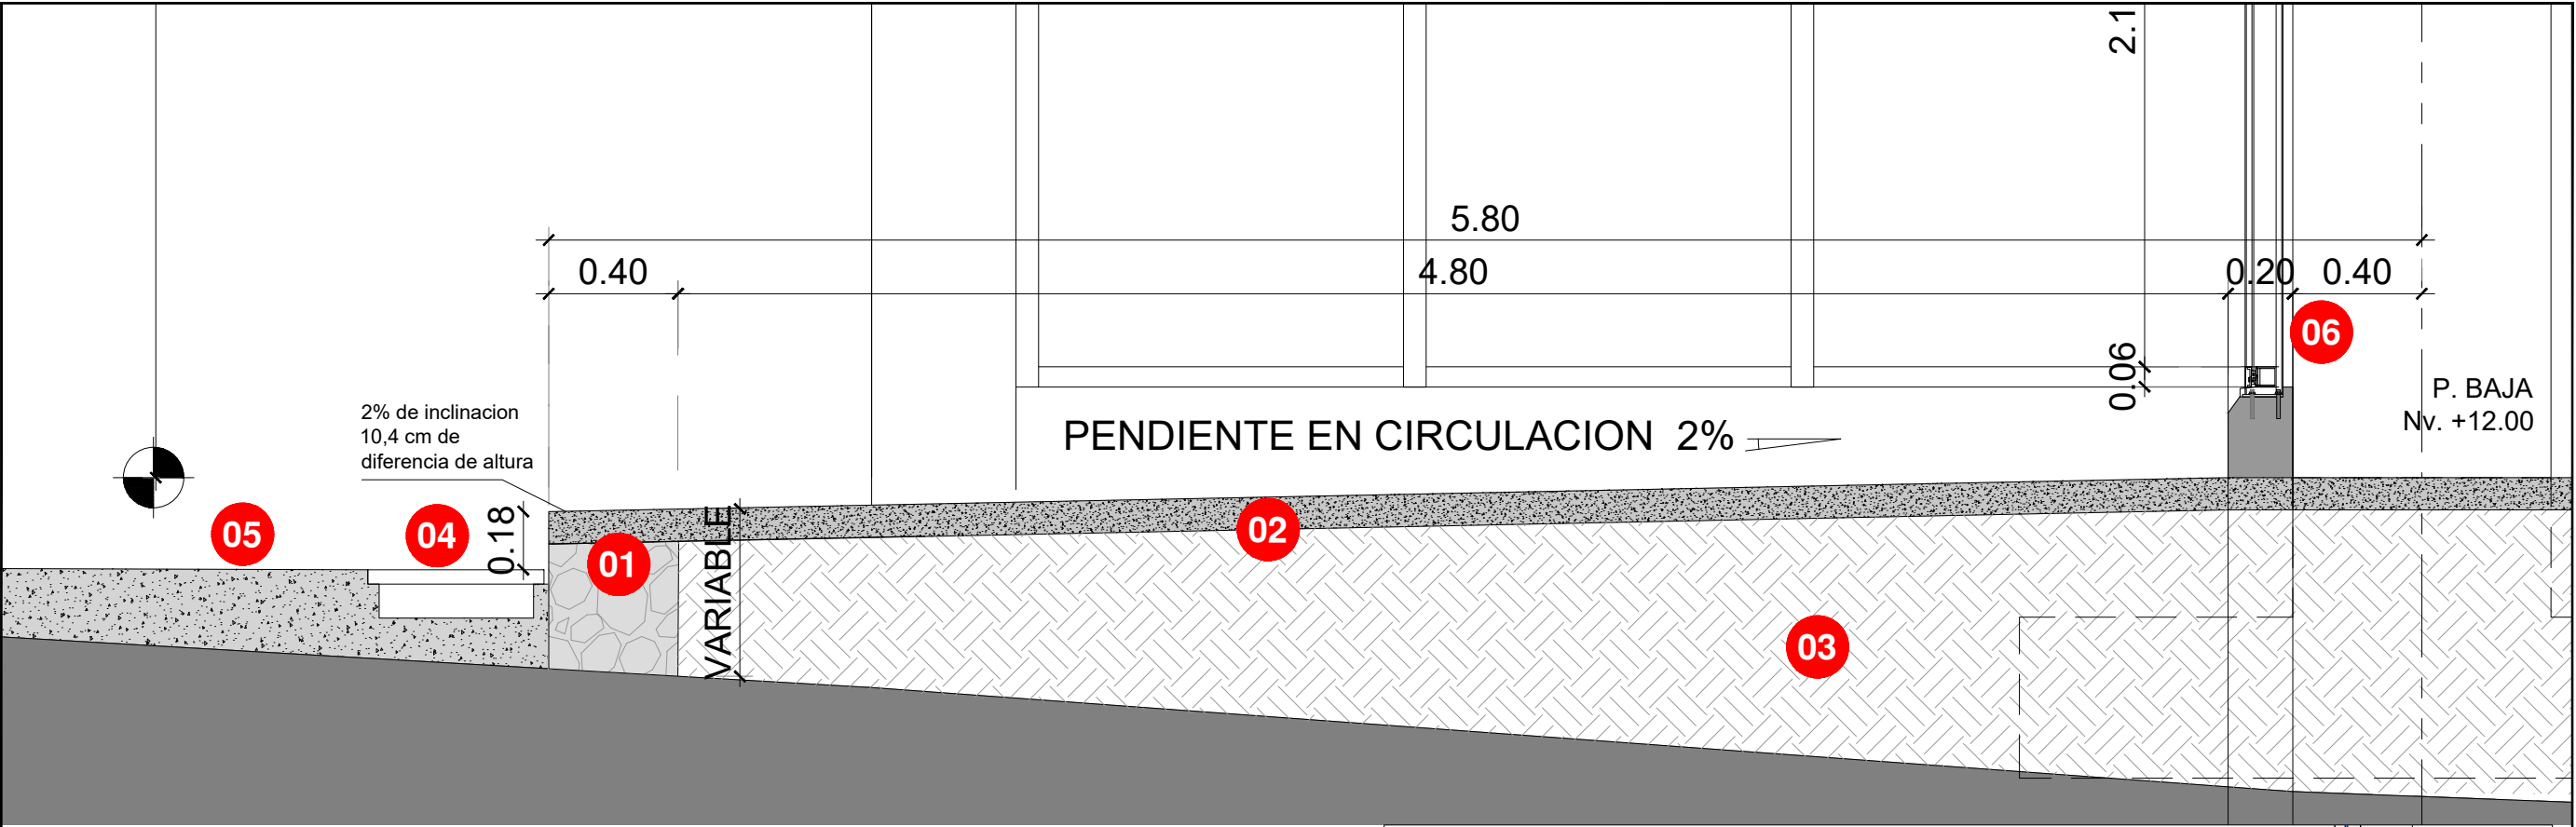 2.1
5.80
0.40
4.80
0.20
0.40
06
0.06
P. BAJA
Nv. +12.00
2% de inclinacion
10,4 cm de
diferencia de altura
PENDIENTE EN CIRCULACION 2%
05
04
0.18
01
VARIABLE
02
03